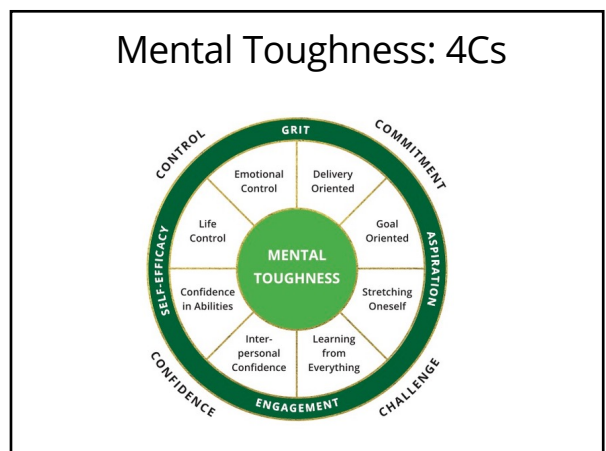 Mental Toughness: 4Cs
CONTROL
COMMITMENT
GRIT
Emotional
Control
Delivery
Oriented
Life
Control
Goal
Oriented
SELF-EFFICACY
MENTAL
TOUGHNESS
ASPIRATION
Confidence
in Abilities
Stretching
Oneself
Inter-
personal
Confidence
Learning
from
Everything
ENGAGEMENT
CONFIDENCE
CHALLENGE